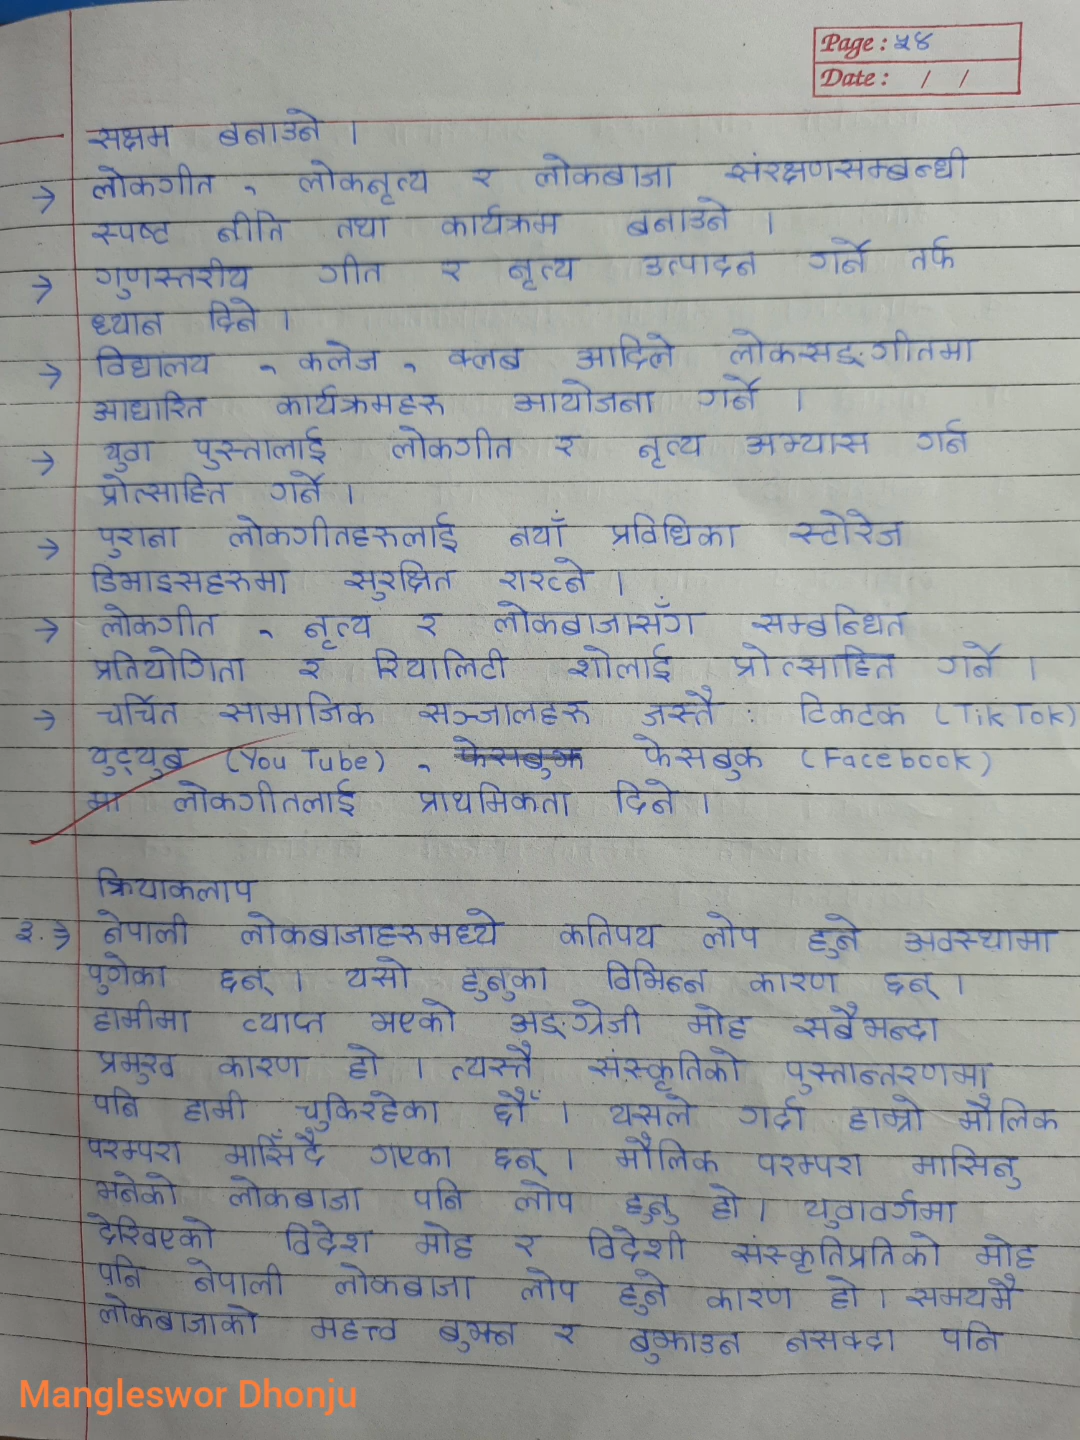 Page: ५४
Date: / /
सक्षम बनाउने ।
→ लोकगीत , लोकनृत्य र लोकबाजा संरक्षणसम्बन्धी
स्पष्ट नीति तथा कार्यक्रम बनाउने ।
→ गुणस्तरीय गीत र नृत्य उत्पादन गर्ने तर्फ
ध्यान दिने ।
→ विद्यालय , कलेज , क्लब आदिले लोकसङ्गीतमा
आधारित कार्यक्रमहरू आयोजना गर्ने ।
→ युवा पुस्तालाई लोकगीत र नृत्य अभ्यास गर्न
प्रोत्साहित गर्ने ।
→ पुराना लोकगीतहरूलाई नयाँ प्रविधिका स्टोरेज
डिभाइसहरूमा सुरक्षित राख्ने ।
→ लोकगीत , नृत्य र लोकबाजासँग सम्बन्धित
प्रतियोगिता र रियालिटी शोलाई प्रोत्साहित गर्ने ।
→ चर्चित सामाजिक सञ्जालहरू जस्तै : टिकटक (TikTok)
युट्युब (YouTube) , फेसबुक फेसबुक (Facebook)
मा लोकगीतलाई प्राथमिकता दिने ।
क्रियाकलाप
३.→ नेपाली लोकबाजाहरूमध्ये कतिपय लोप हुने अवस्थामा
पुगेका छन् । यसो हुनुका विभिन्न कारण छन् ।
हामीमा व्याप्त भएको अङ्ग्रेजी मोह सबैभन्दा
प्रमुख कारण हो । त्यस्तै संस्कृतिको पुस्तान्तरणमा
पनि हामी चुकिरहेका छौँ । यसले गर्दा हाम्रो मौलिक
परम्परा मासिँदै गएका छन् । मौलिक परम्परा मासिनु
भनेको लोकबाजा पनि लोप हुनु हो । युवावर्गमा
देखिएको विदेश मोह र विदेशी संस्कृतिप्रतिको मोह
पनि नेपाली लोकबाजा लोप हुने कारण हो । समयमै
लोकबाजाको महत्त्व बुझ्न र बुझाउन नसक्दा पनि
Mangleswor Dhonju